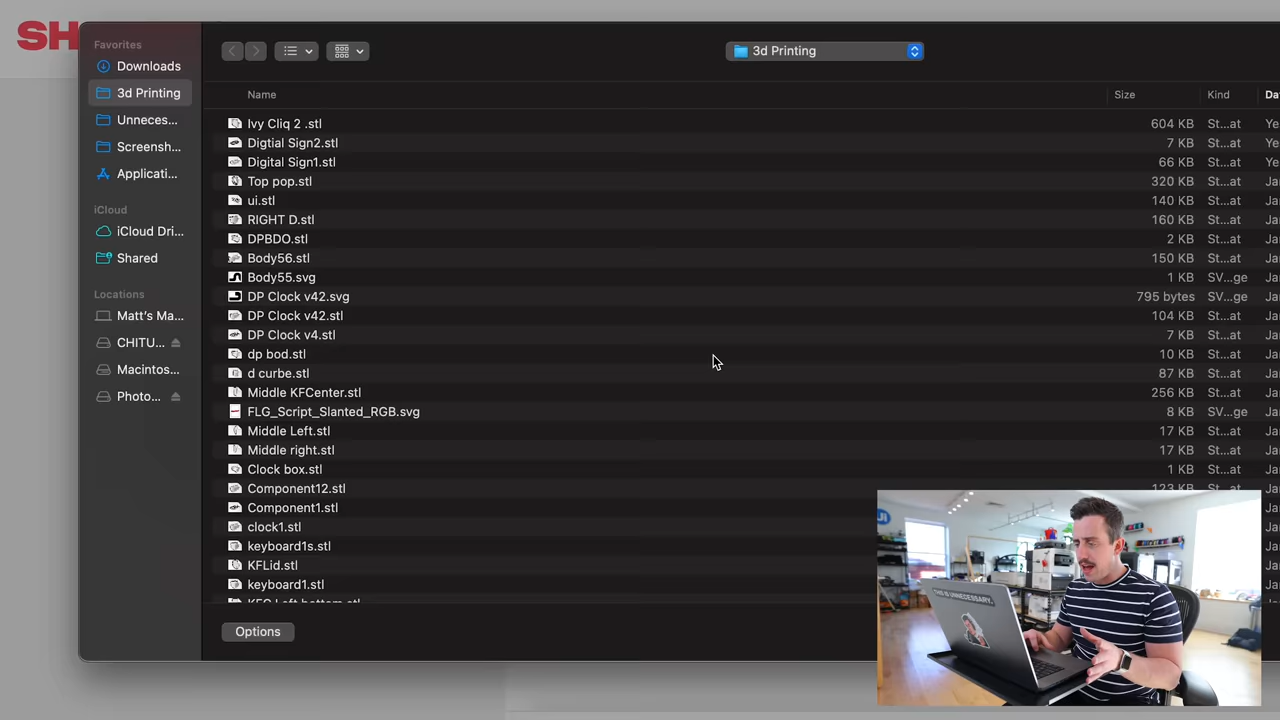 SH
Favorites
Downloads
3d Printing
Unneces...
Screensh...
Applicati...
iCloud
iCloud Dri...
Shared
Locations
Matt's Ma...
CHITU...
Macintos...
Photo...
3d Printing
Name Size Kind Da
Ivy Cliq 2 .stl 604 KB St...at Ye
Digtial Sign2.stl 7 KB St...at Ye
Digital Sign1.stl 66 KB St...at Ye
Top pop.stl 320 KB St...at Ja
ui.stl 140 KB St...at Ja
RIGHT D.stl 160 KB St...at Ja
DPBDO.stl 2 KB St...at Ja
Body56.stl 150 KB St...at Ja
Body55.svg 1 KB SV...ge Ja
DP Clock v42.svg 795 bytes SV...ge Ja
DP Clock v42.stl 104 KB St...at Ja
DP Clock v4.stl 7 KB St...at Ja
dp bod.stl 10 KB St...at Ja
d curbe.stl 87 KB St...at Ja
Middle KFCenter.stl 256 KB St...at Ja
FLG_Script_Slanted_RGB.svg 8 KB SV...ge Ja
Middle Left.stl 17 KB St...at Ja
Middle right.stl 17 KB St...at Ja
Clock box.stl 1 KB St...at Ja
Component12.stl 123 KB St...at Ja
Component1.stl
clock1.stl
keyboard1s.stl
KFLid.stl
keyboard1.stl
Options
THIS IS UNNECESSARY.